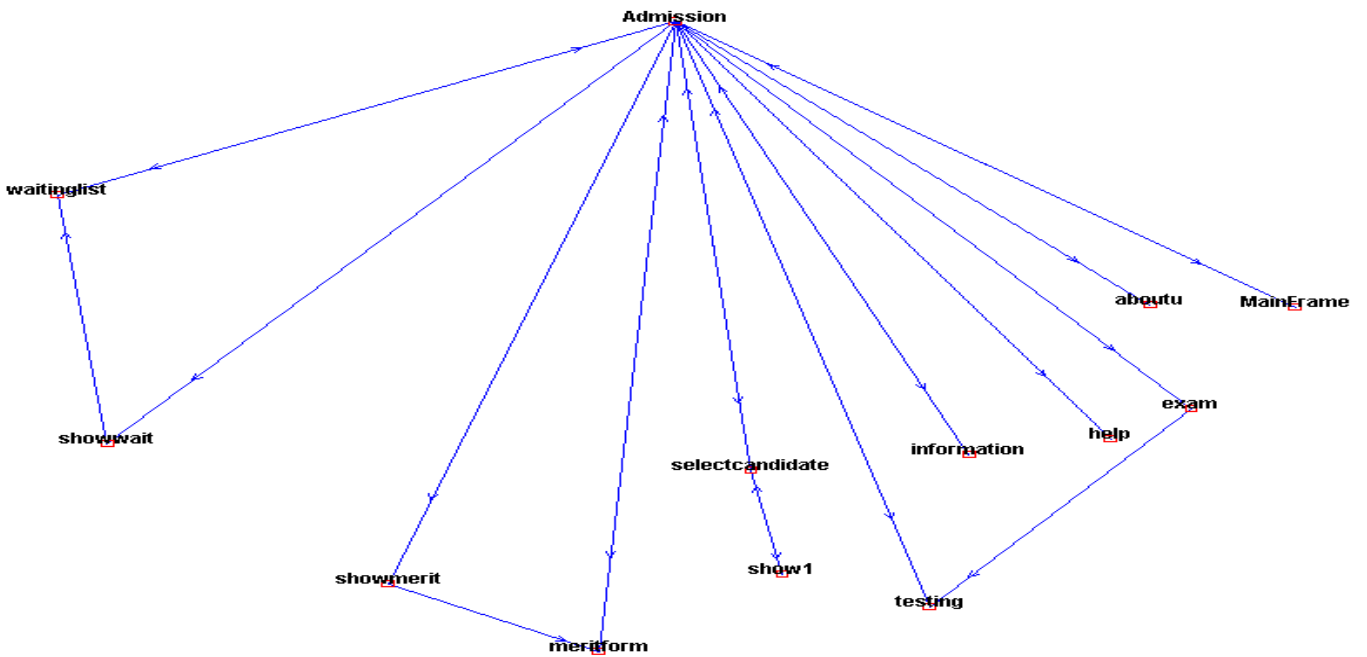 Admission
waitinglist
aboutu
MainFrame
exam
showwait
help
information
selectcandidate
show1
showmerit
testing
meritform